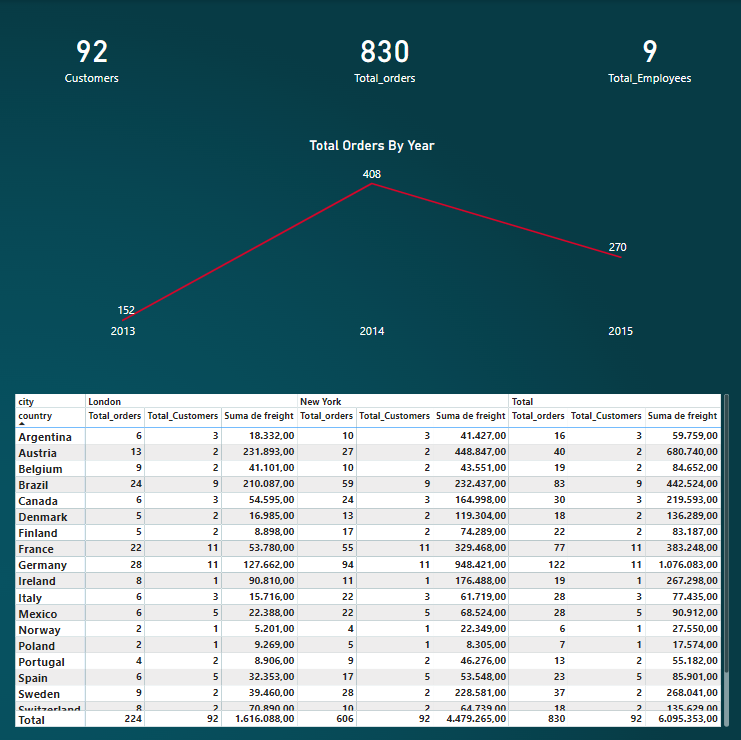 92 830 9
Customers Total_orders Total_Employees
Total Orders By Year
408
270
152
2013 2014 2015
city London New York Total
country Total_orders Total_Customers Suma de freight Total_orders Total_Customers Suma de freight Total_orders Total_Customers Suma de freight
Argentina 6 3 18.332,00 10 3 41.427,00 16 3 59.759,00
Austria 13 2 231.893,00 27 2 448.847,00 40 2 680.740,00
Belgium 9 2 41.101,00 10 2 43.551,00 19 2 84.652,00
Brazil 24 9 210.087,00 59 9 232.437,00 83 9 442.524,00
Canada 6 3 54.595,00 24 3 164.998,00 30 3 219.593,00
Denmark 5 2 16.985,00 13 2 119.304,00 18 2 136.289,00
Finland 5 2 8.898,00 17 2 74.289,00 22 2 83.187,00
France 22 11 53.780,00 55 11 329.468,00 77 11 383.248,00
Germany 28 11 127.662,00 94 11 948.421,00 122 11 1.076.083,00
Ireland 8 1 90.810,00 11 1 176.488,00 19 1 267.298,00
Italy 6 3 15.716,00 22 3 61.719,00 28 3 77.435,00
Mexico 6 5 22.388,00 22 5 68.524,00 28 5 90.912,00
Norway 2 1 5.201,00 4 1 22.349,00 6 1 27.550,00
Poland 2 1 9.269,00 5 1 8.305,00 7 1 17.574,00
Portugal 4 2 8.906,00 9 2 46.276,00 13 2 55.182,00
Spain 6 5 32.353,00 17 5 53.548,00 23 5 85.901,00
Sweden 9 2 39.460,00 28 2 228.581,00 37 2 268.041,00
Switzerland 8 2 70.890,00 10 2 64.739,00 18 2 135.629,00
Total 224 92 1.616.088,00 606 92 4.479.265,00 830 92 6.095.353,00